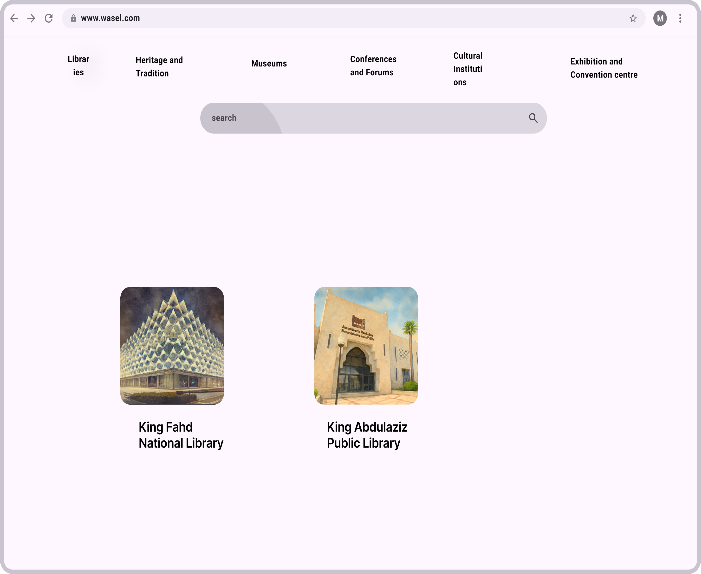 www.wasel.com
M
Librar
ies
Heritage and
Tradition
Museums
Conferences
and Forums
Cultural
Instituti
ons
Exhibition and
Convention centre
search
King Fahd
National Library
King Abdulaziz
Public Library